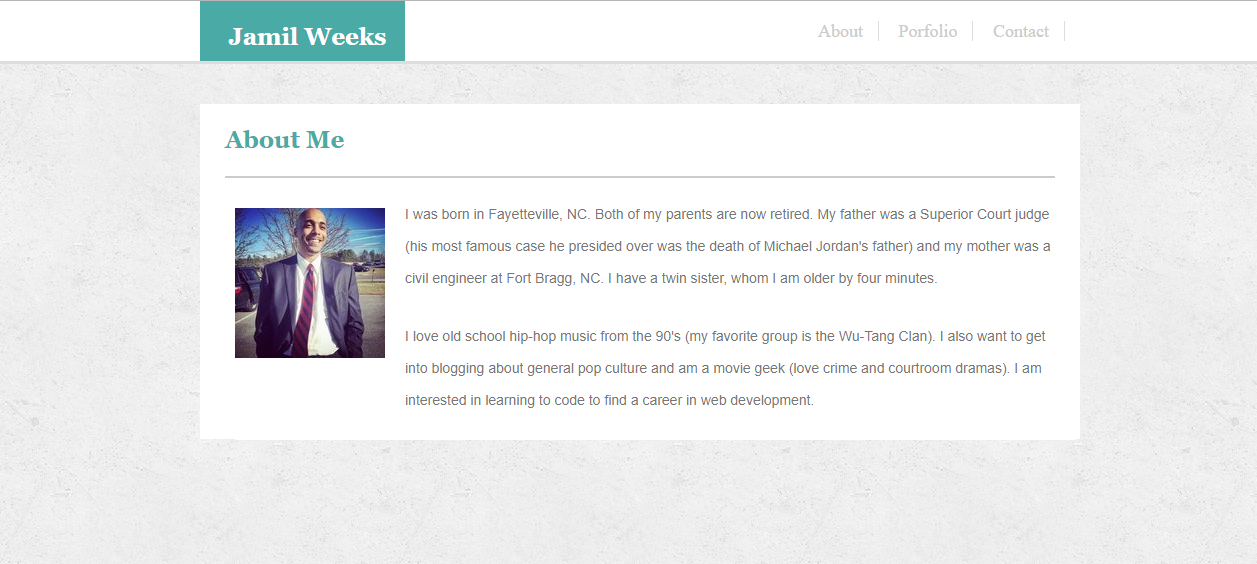 Jamil Weeks
About
Porfolio
Contact
About Me
I was born in Fayetteville, NC. Both of my parents are now retired. My father was a Superior Court judge
(his most famous case he presided over was the death of Michael Jordan's father) and my mother was a
civil engineer at Fort Bragg, NC. I have a twin sister, whom I am older by four minutes.
I love old school hip-hop music from the 90's (my favorite group is the Wu-Tang Clan). I also want to get
into blogging about general pop culture and am a movie geek (love crime and courtroom dramas). I am
interested in learning to code to find a career in web development.